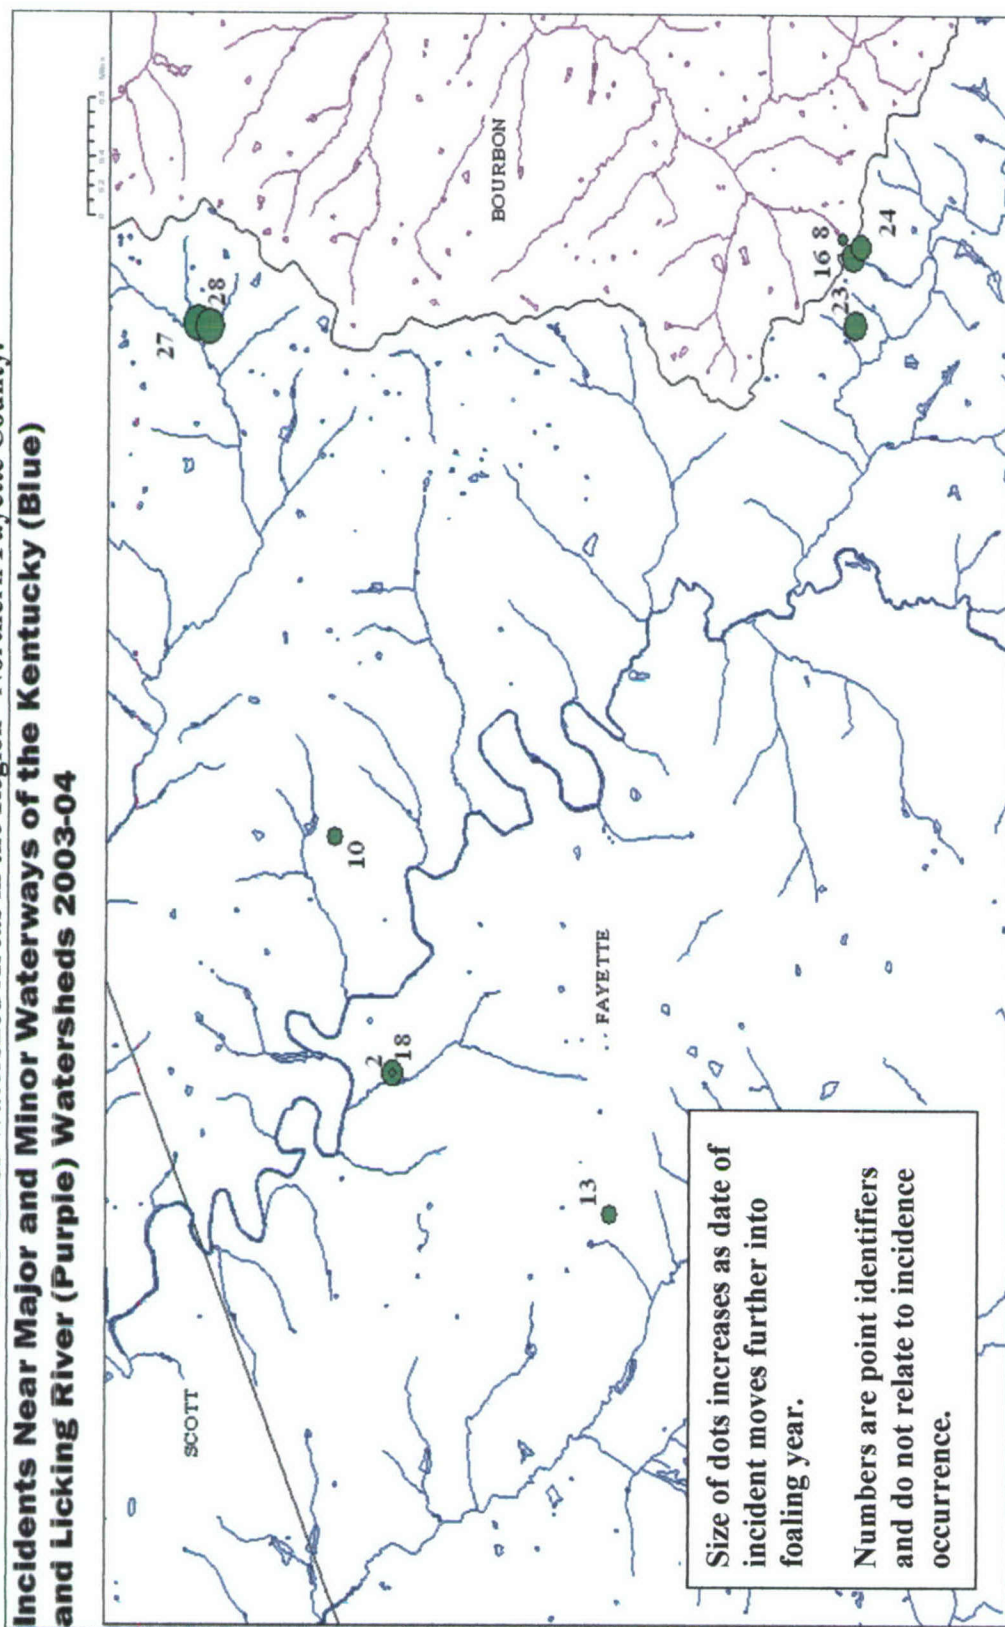 Incidents Near Major and Minor Waterways of the Kentucky (Blue)
and Licking River (Purple) Watersheds 2003-04
BOURBON
27
28
16 8
24
23
10
2
18
FAYETTE
13
SCOTT
Size of dots increases as date of
incident moves further into
foaling year.
Numbers are point identifiers
and do not relate to incidence
occurrence.